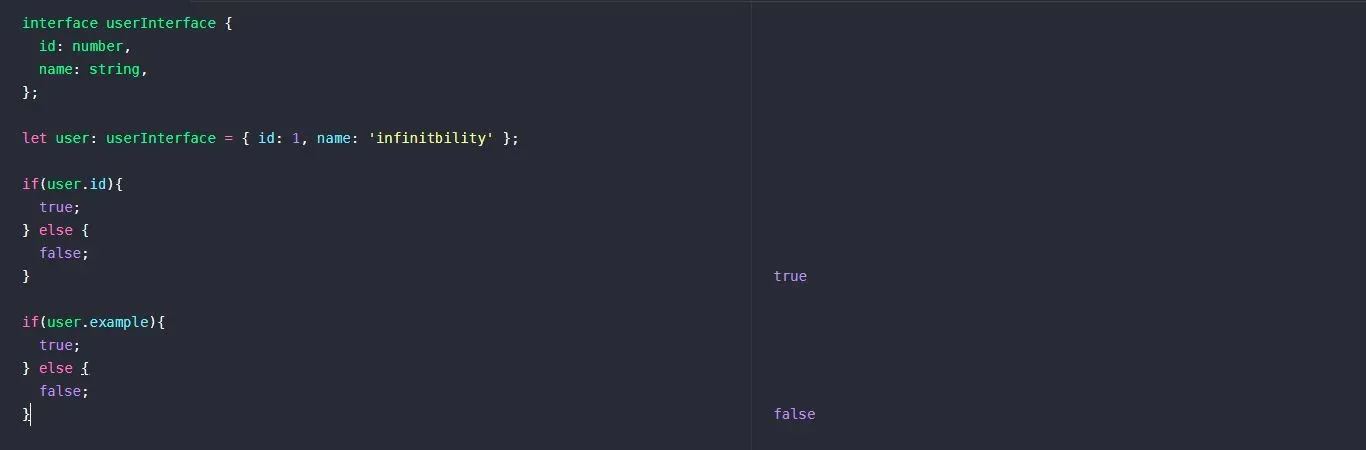 interface userInterface {
  id: number,
  name: string,
};
let user: userInterface = { id: 1, name: 'infinitbility' };
if(user.id){
  true;
} else {
  false;
}
true
if(user.example){
  true;
} else {
  false;
}
false